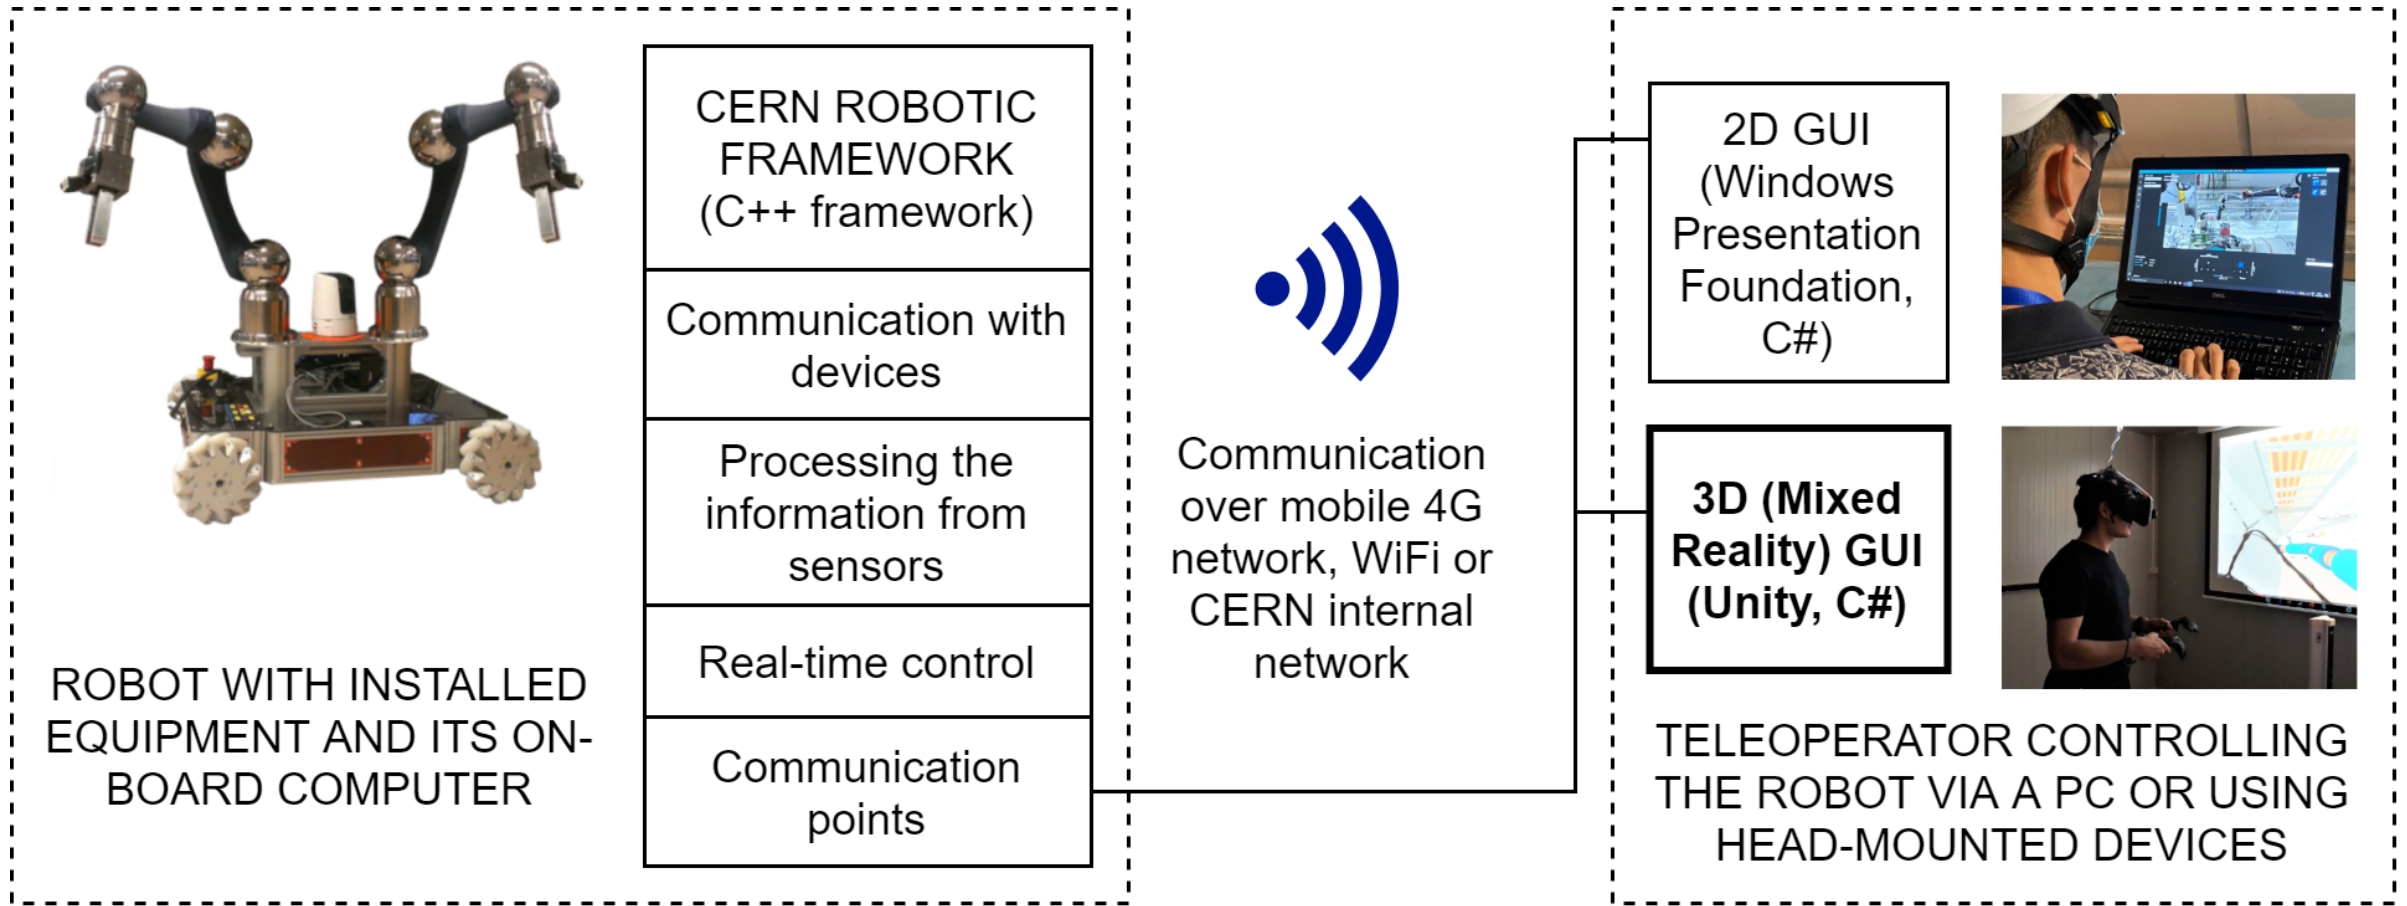 ROBOT WITH INSTALLED
EQUIPMENT AND ITS ON-
BOARD COMPUTER
CERN ROBOTIC
FRAMEWORK
(C++ framework)
Communication with
devices
Processing the
information from
sensors
Real-time control
Communication
points
Communication
over mobile 4G
network, WiFi or
CERN internal
network
2D GUI
(Windows
Presentation
Foundation,
C#)
3D (Mixed
Reality) GUI
(Unity, C#)
TELEOPERATOR CONTROLLING
THE ROBOT VIA A PC OR USING
HEAD-MOUNTED DEVICES